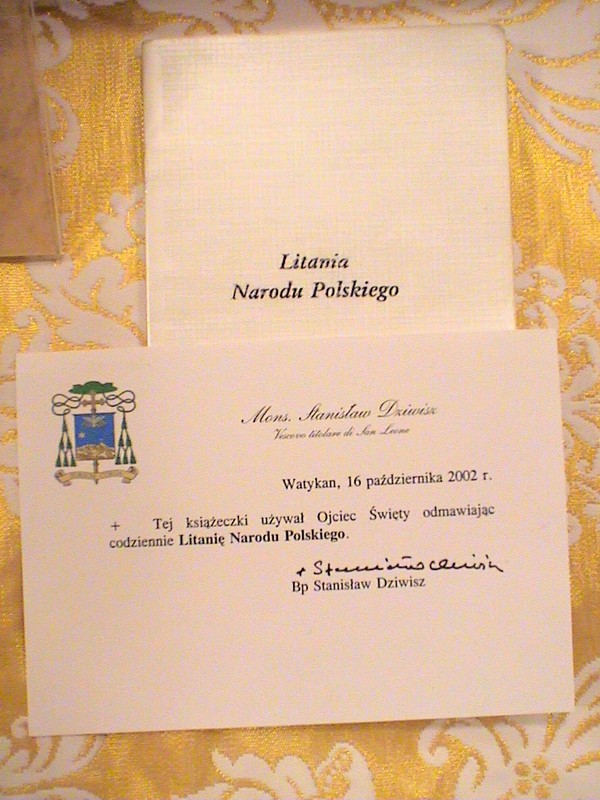 Litania
Narodu Polskiego
Mons. Stanisław Dziwisz
Vescovo titolare di San Leone
Watykan, 16 października 2002 r.
+ Tej książeczki używał Ojciec Święty odmawiając
codziennie Litanię Narodu Polskiego.
+ Stanisław Dziwisz
Bp Stanisław Dziwisz